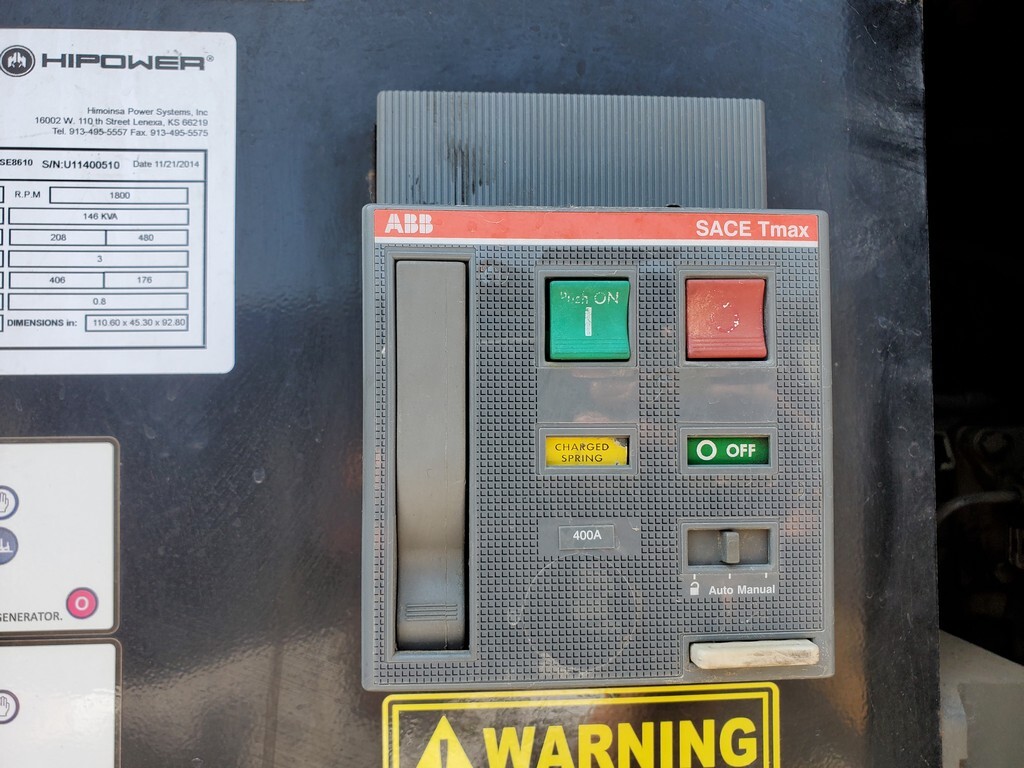 HIPOWER®
Himoinsa Power Systems, Inc
16002 W. 110 th Street Lenexa, KS 66219
Tel. 913-495-5557 Fax. 913-495-5575
SE8610 S/N:U11400510 Date 11/21/2014
R.P.M 1800
146 KVA
208 480
3
406 176
0.8
DIMENSIONS in: 110.60 x 45.30 x 92.80
ENERATOR. O
ABB SACE Tmax
Push ON
I
CHARGED
SPRING
O OFF
400A
Auto Manual
WARNING